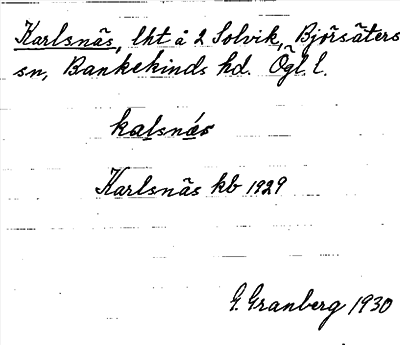 Karlsnäs, lht å 2 Solvik, Björsäters
sn, Bankekinds hd. Ögl. l.
kalsnäs
Karlsnäs kb 1929
G. Granberg 1930